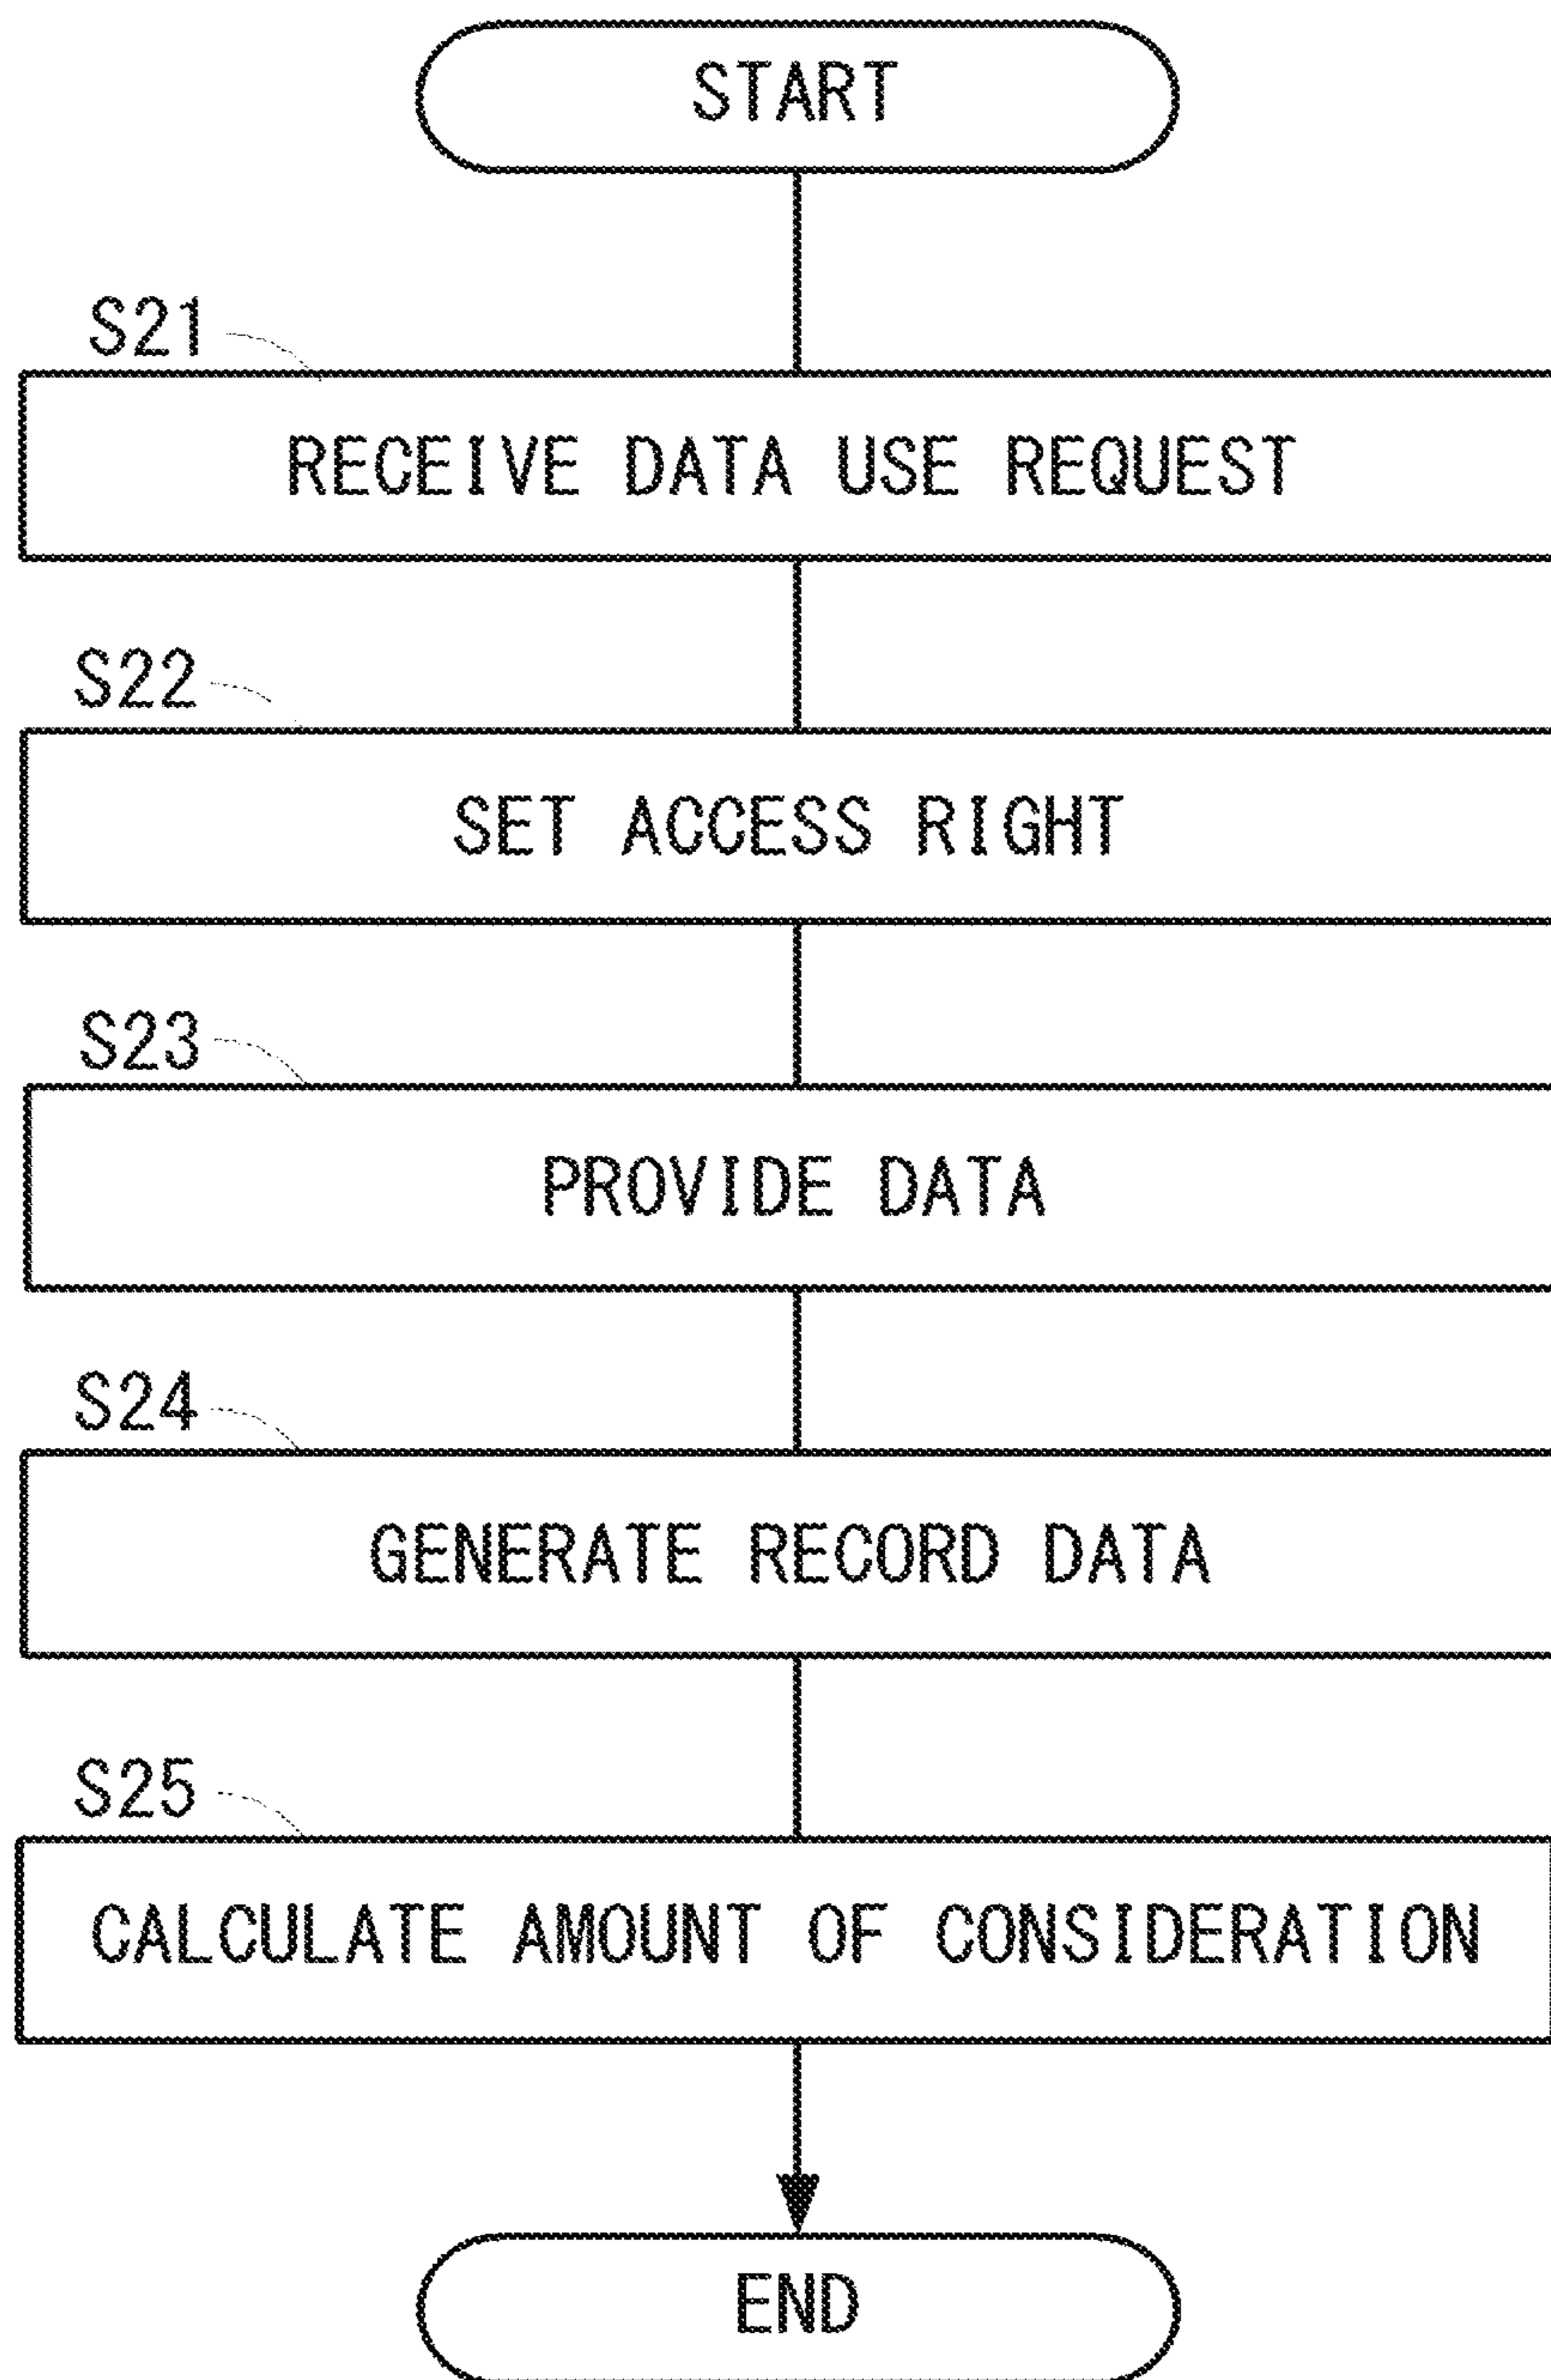 START
S21
RECEIVE DATA USE REQUEST
S22
SET ACCESS RIGHT
S23
PROVIDE DATA
S24
GENERATE RECORD DATA
S25
CALCULATE AMOUNT OF CONSIDERATION
END